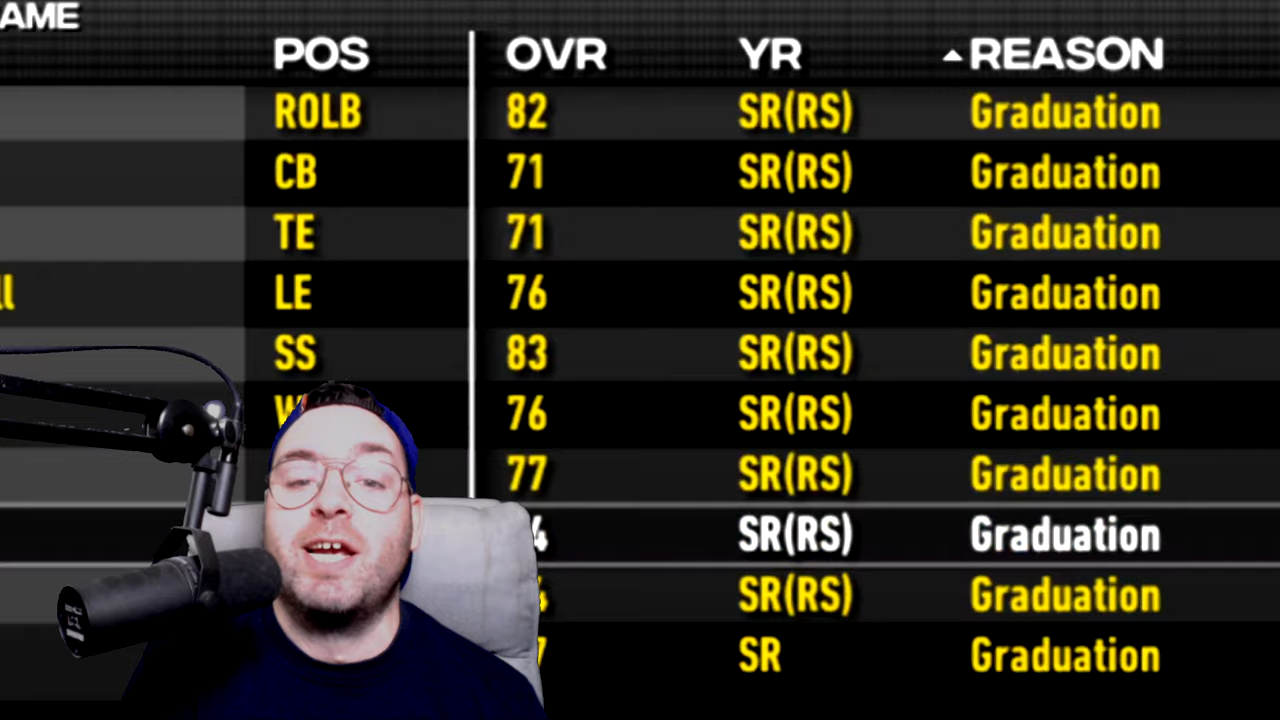 POS OVR YR REASON
ROLB 82 SR(RS) Graduation
CB 71 SR(RS) Graduation
TE 71 SR(RS) Graduation
LE 76 SR(RS) Graduation
SS 83 SR(RS) Graduation
76 SR(RS) Graduation
77 SR(RS) Graduation
SR(RS) Graduation
SR(RS) Graduation
SR Graduation